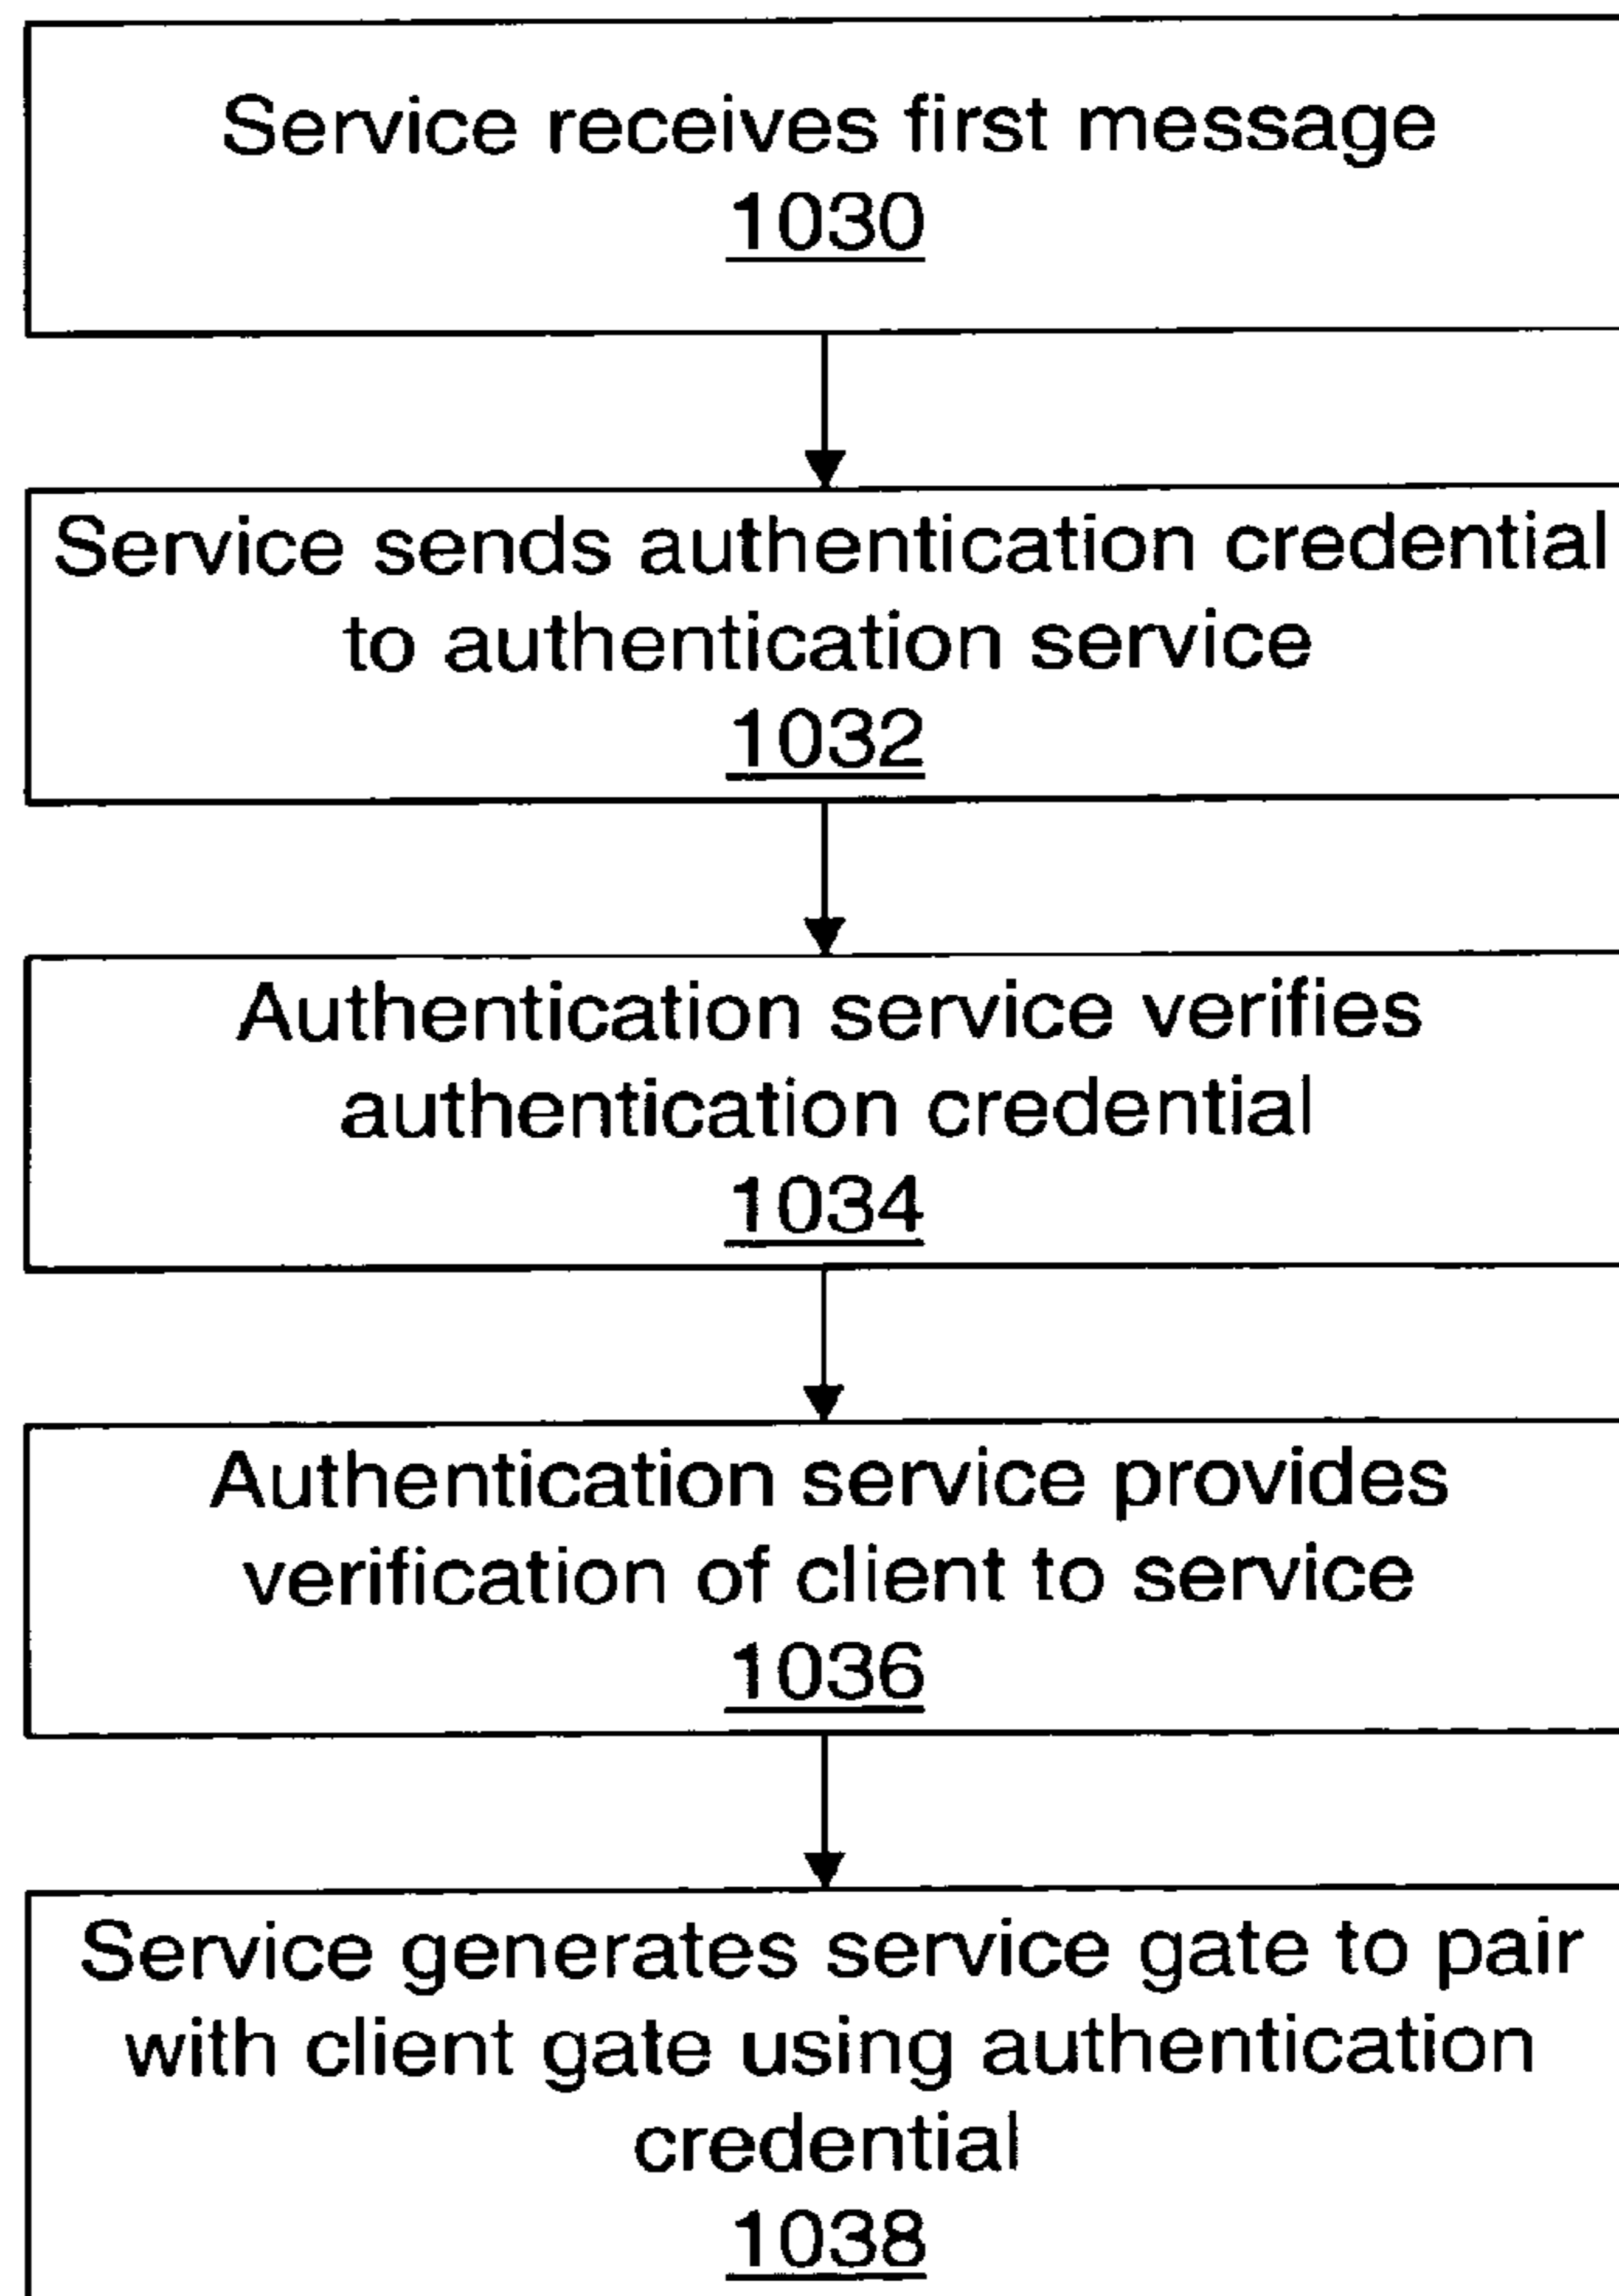 Service receives first message
1030
Service sends authentication credential
to authentication service
1032
Authentication service verifies
authentication credential
1034
Authentication service provides
verification of client to service
1036
Service generates service gate to pair
with client gate using authentication
credential
1038